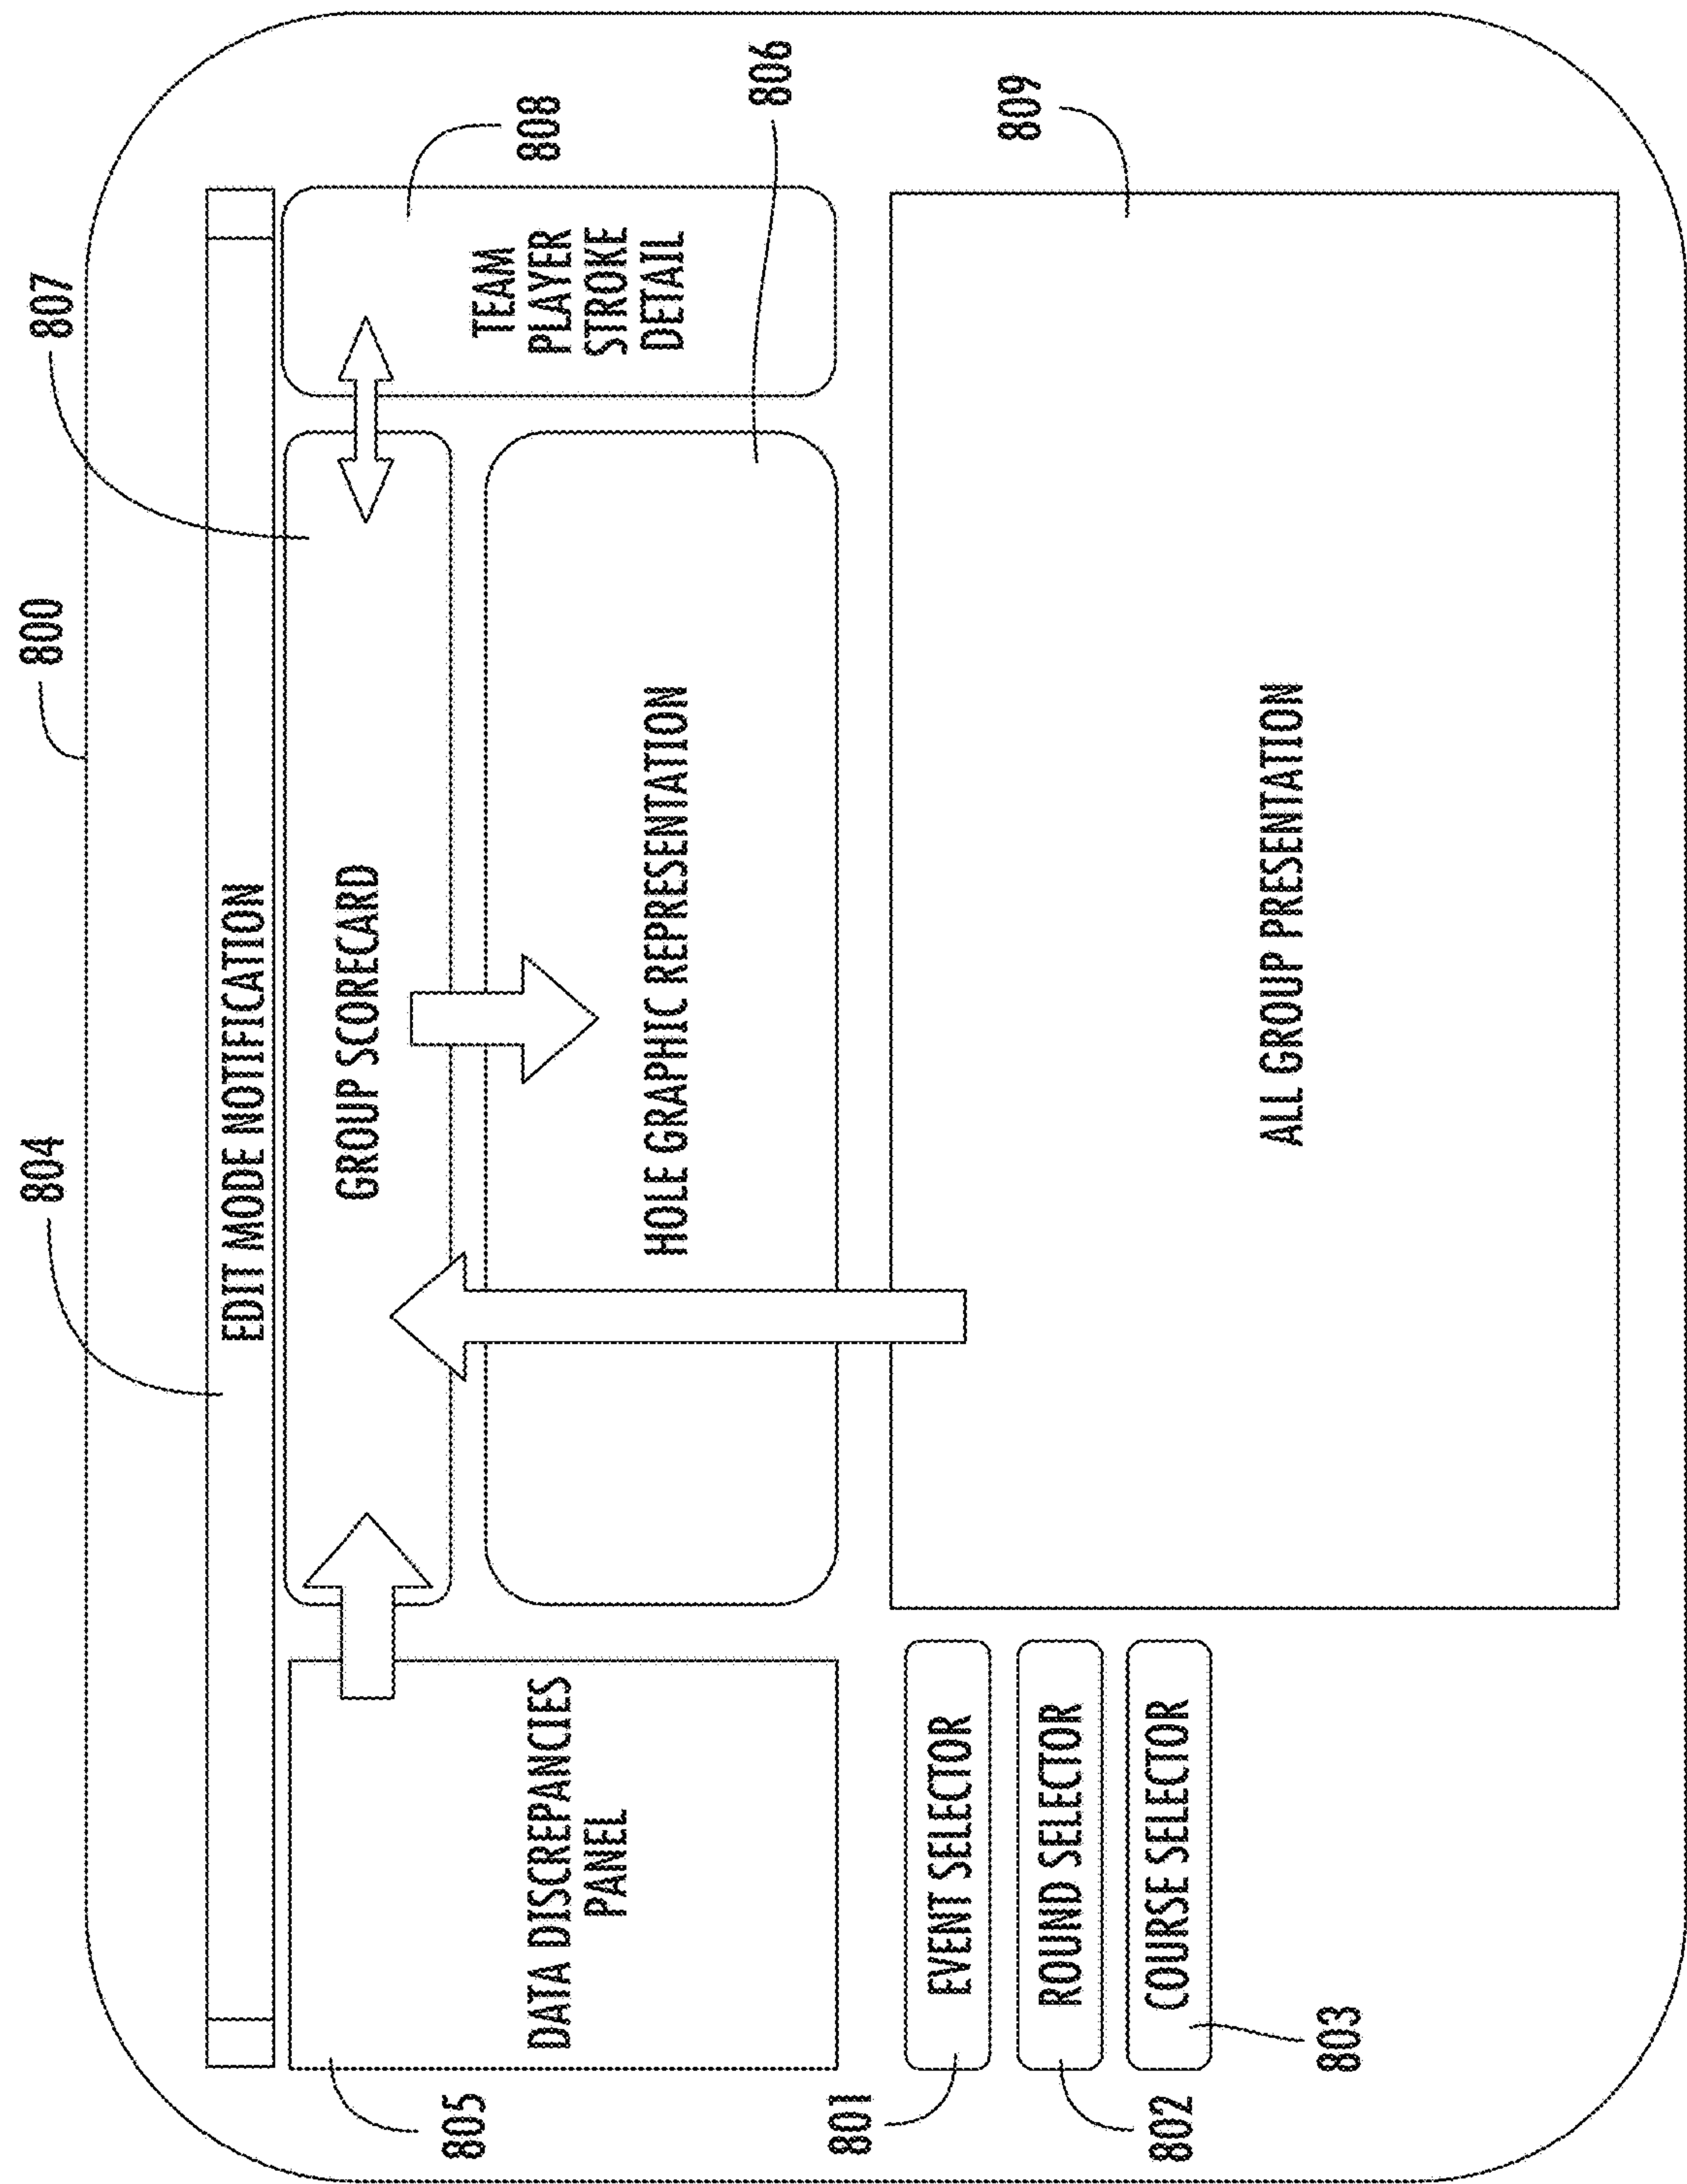 800
804
807
EDIT MODE NOTIFICATION
805
DATA DISCREPANCIES
PANEL
GROUP SCORECARD
HOLE GRAPHIC REPRESENTATION
808
TEAM
PLAYER
STROKE
DETAIL
806
801
EVENT SELECTOR
802
ROUND SELECTOR
COURSE SELECTOR
803
ALL GROUP PRESENTATION
809